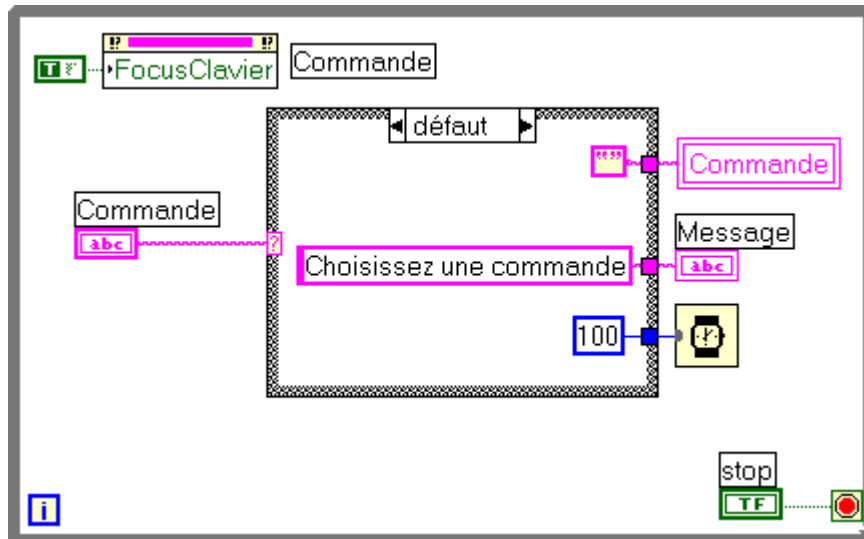 !? !?
T FocusClavier Commande
défaut
"" Commande
Commande
abc ?
Message
Choisissez une commande abc
100
stop
i TF